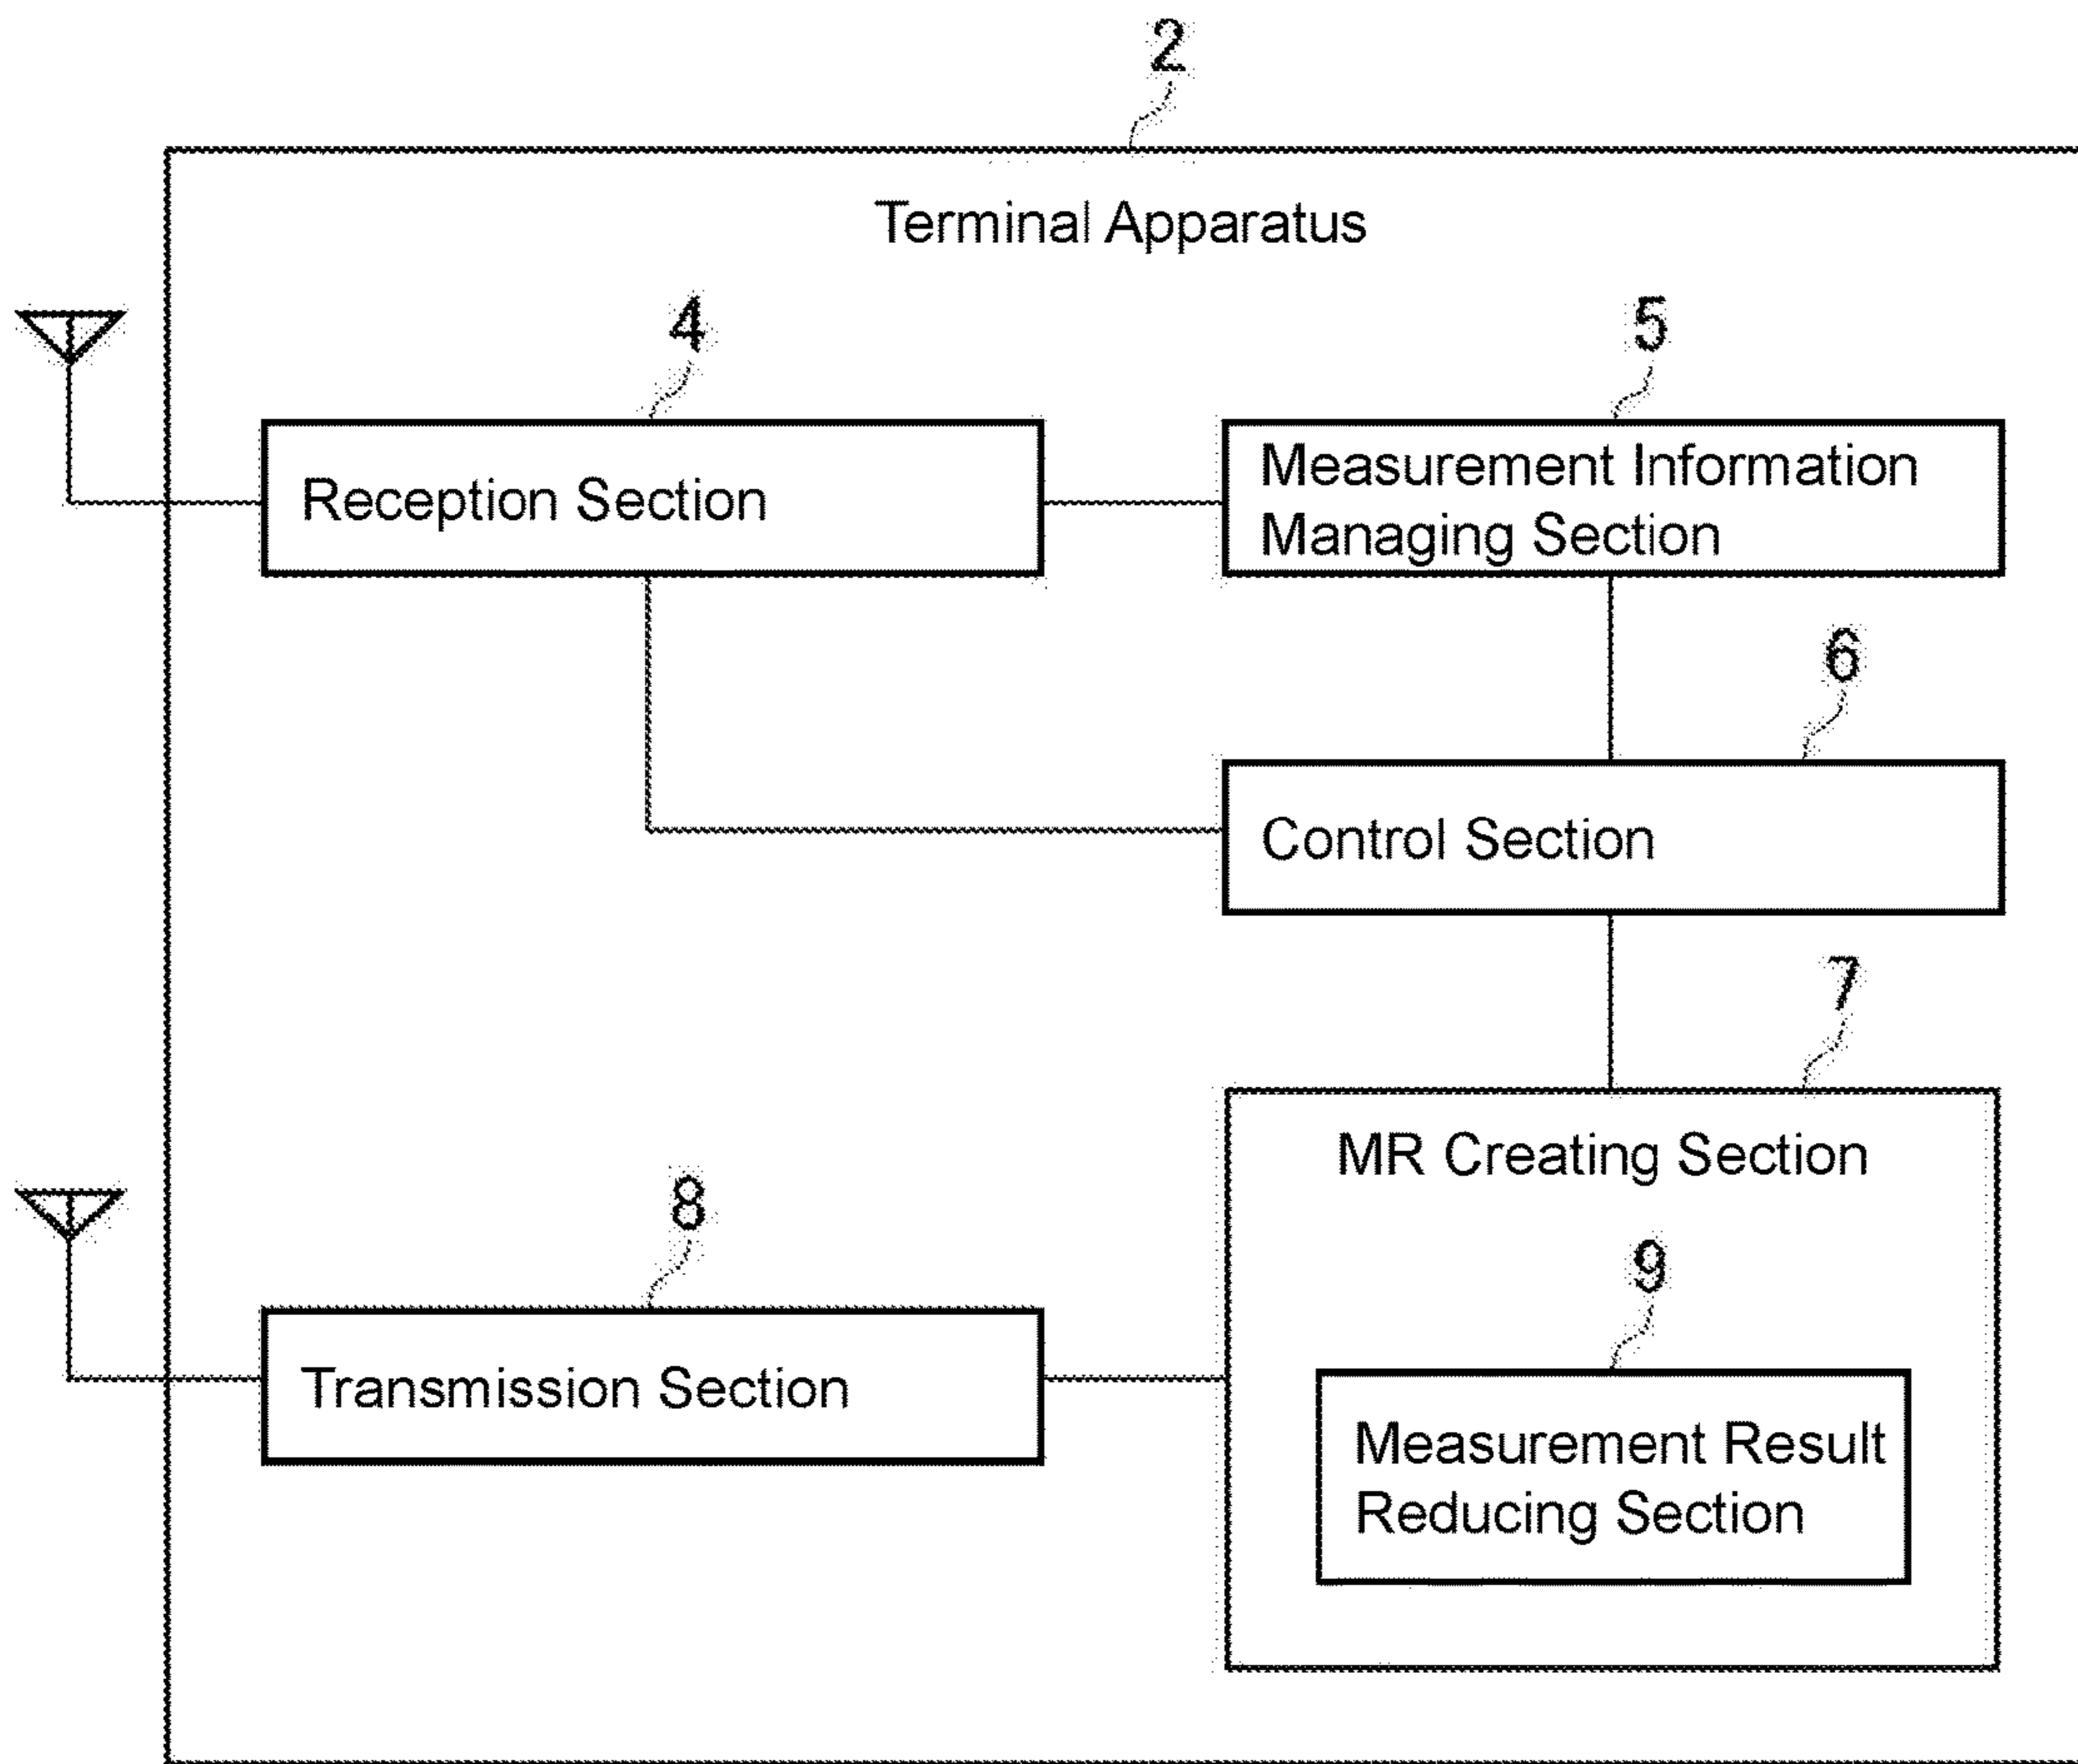 2
Terminal Apparatus
4
5
Reception Section
Measurement Information
Managing Section
6
Control Section
7
MR Creating Section
8
9
Transmission Section
Measurement Result
Reducing Section